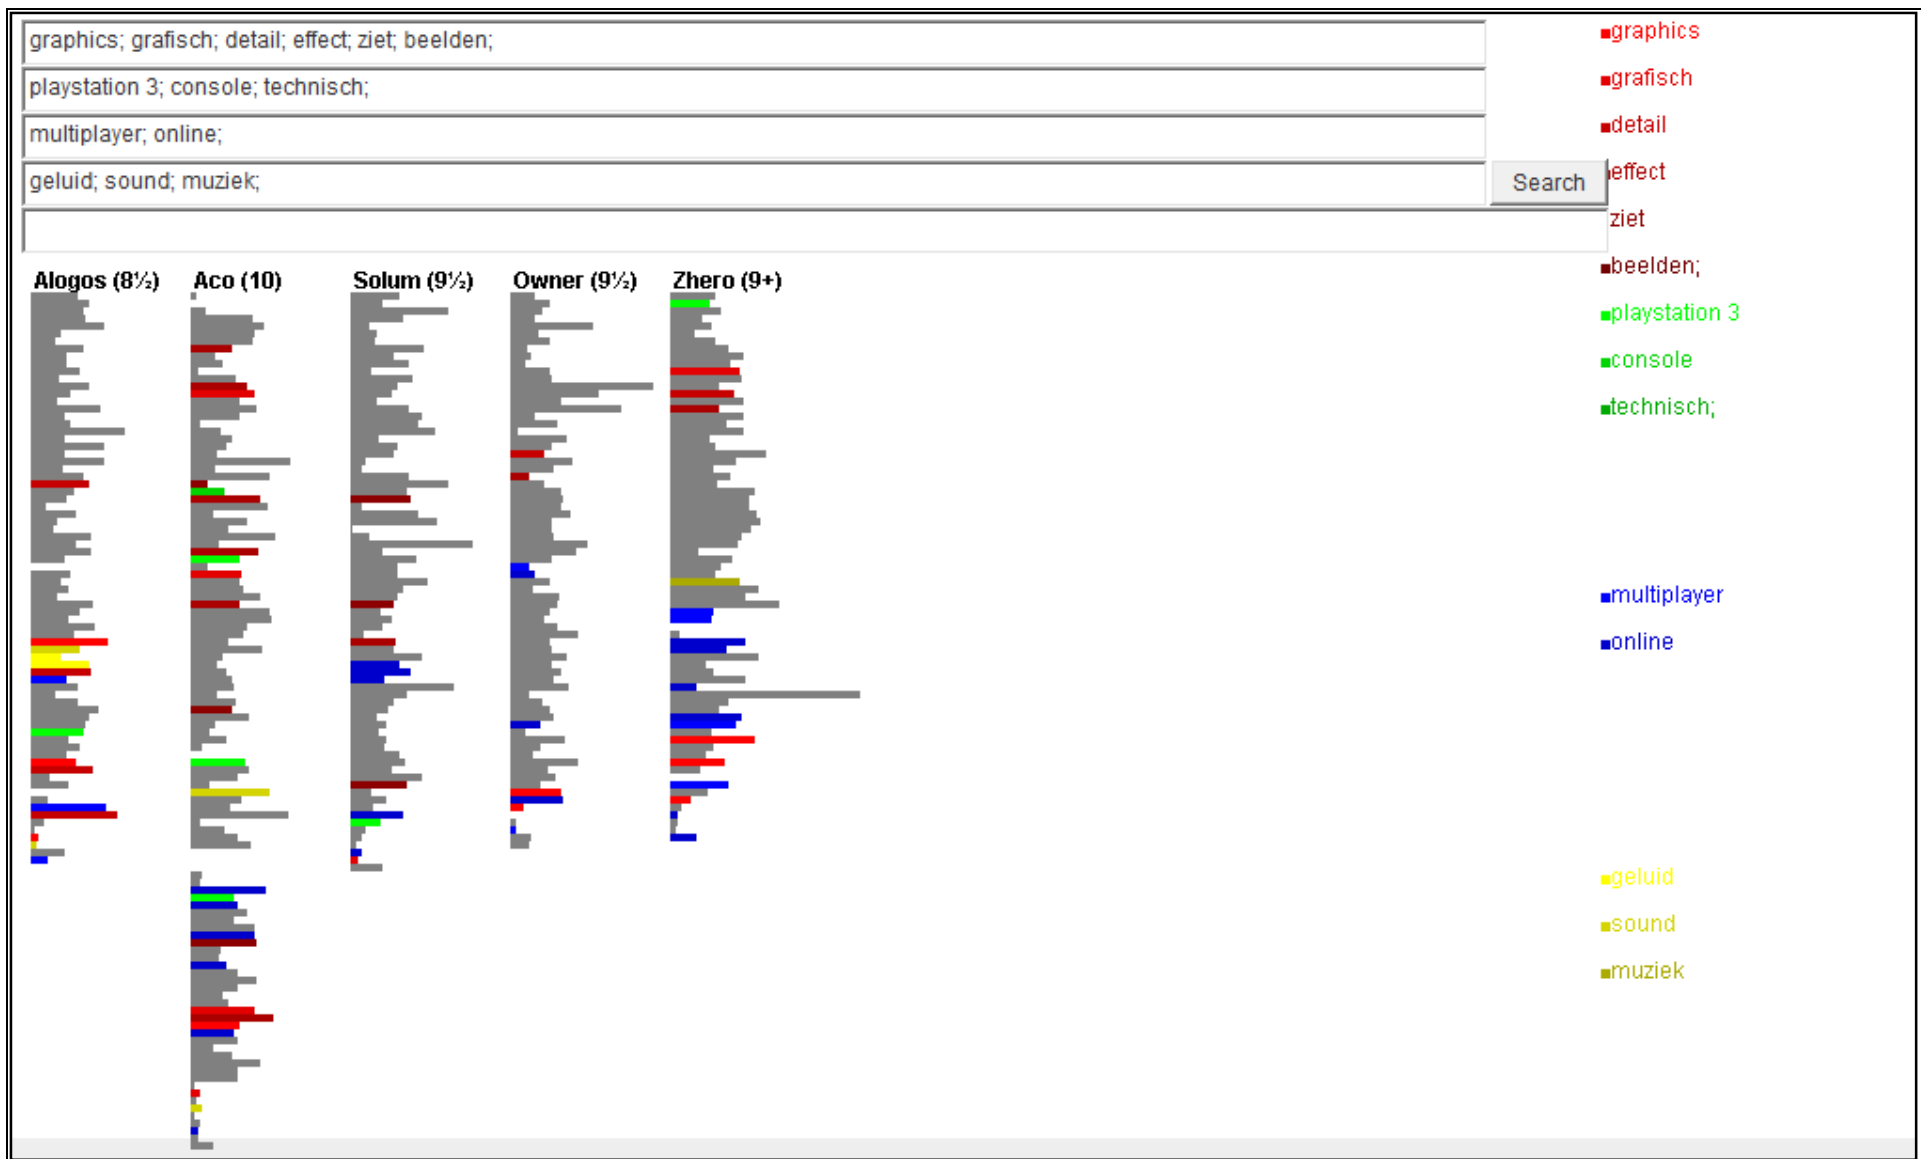 graphics; grafisch; detail; effect; ziet; beelden;
playstation 3; console; technisch;
multiplayer; online;
geluid; sound; muziek;
Search
Alogos (8½) Aco (10) Solum (9½) Owner (9½) Zhero (9+)
graphics
grafisch
detail
effect
ziet
beelden;
playstation 3
console
technisch;
multiplayer
online
geluid
sound
muziek